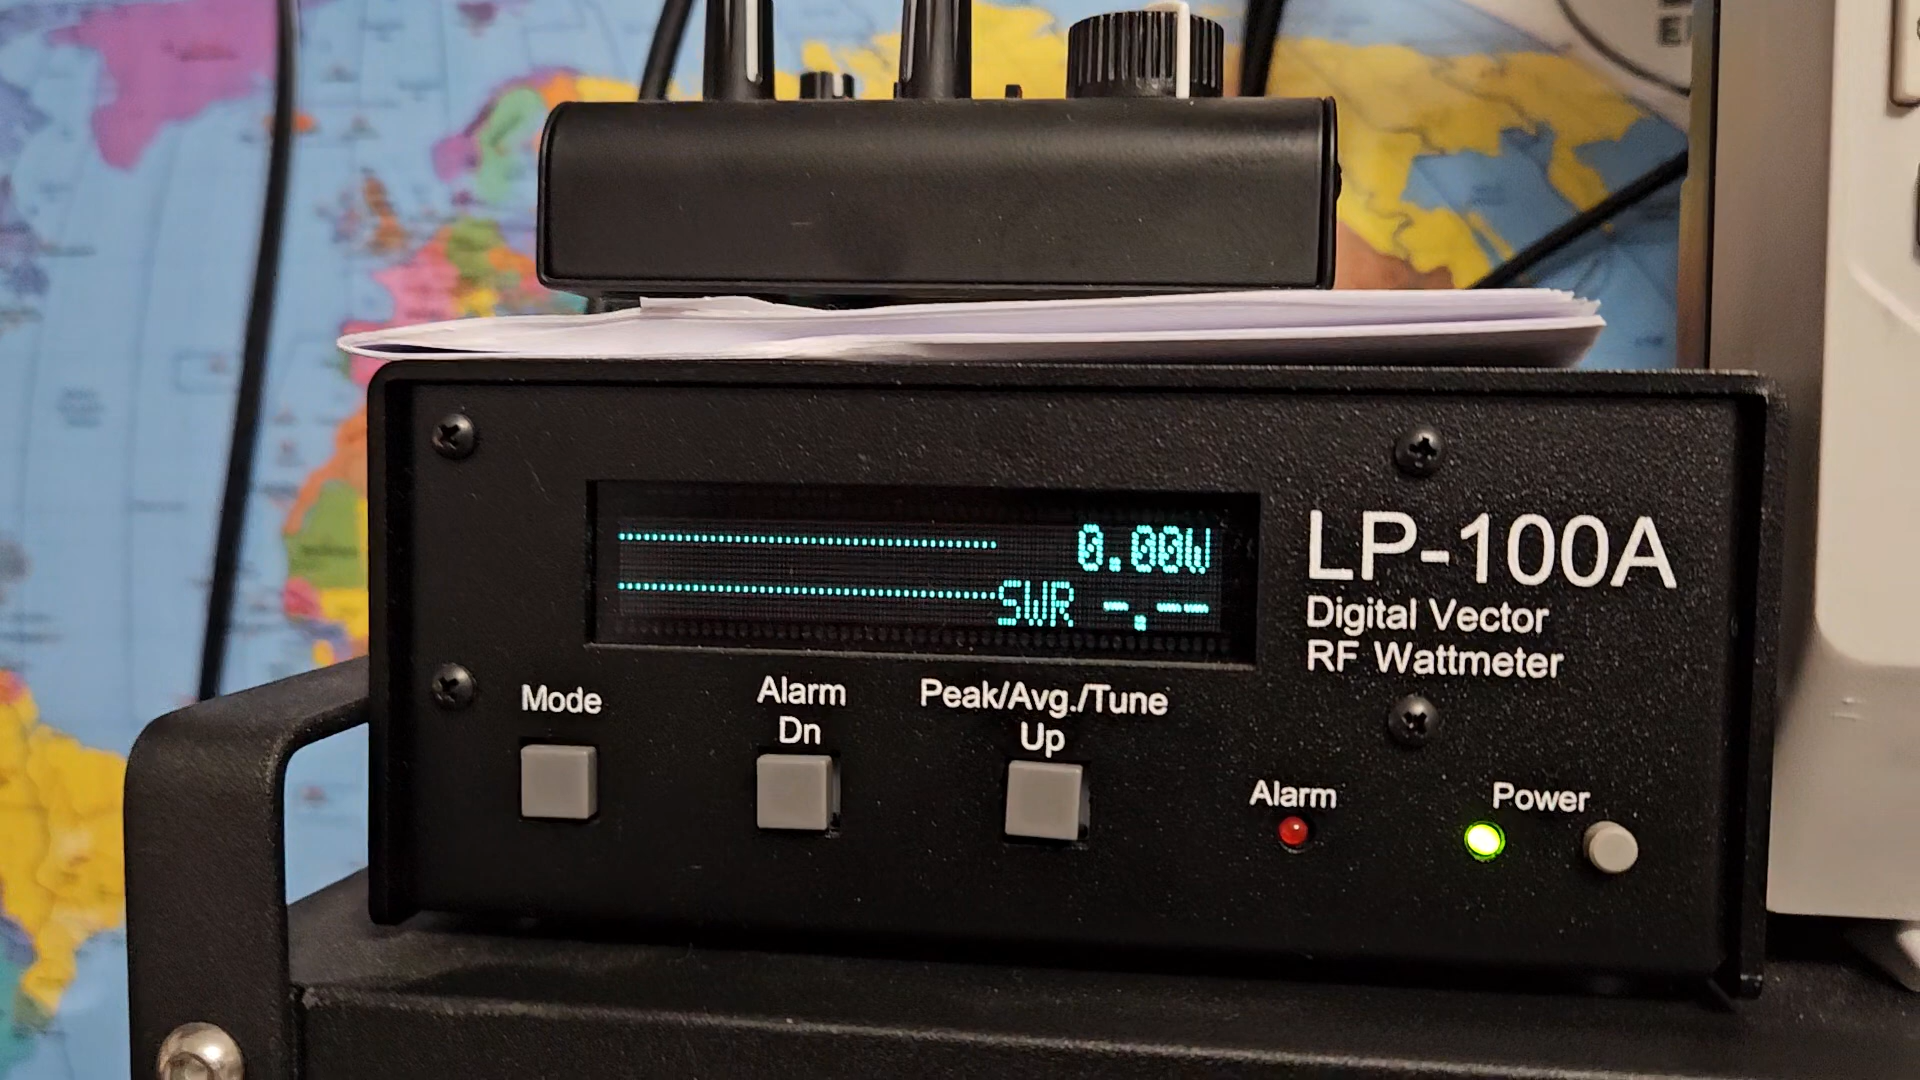 0.00W
SWR -.--
LP-100A
Digital Vector
RF Wattmeter
Mode
Alarm
Dn
Peak/Avg./Tune
Up
Alarm
Power